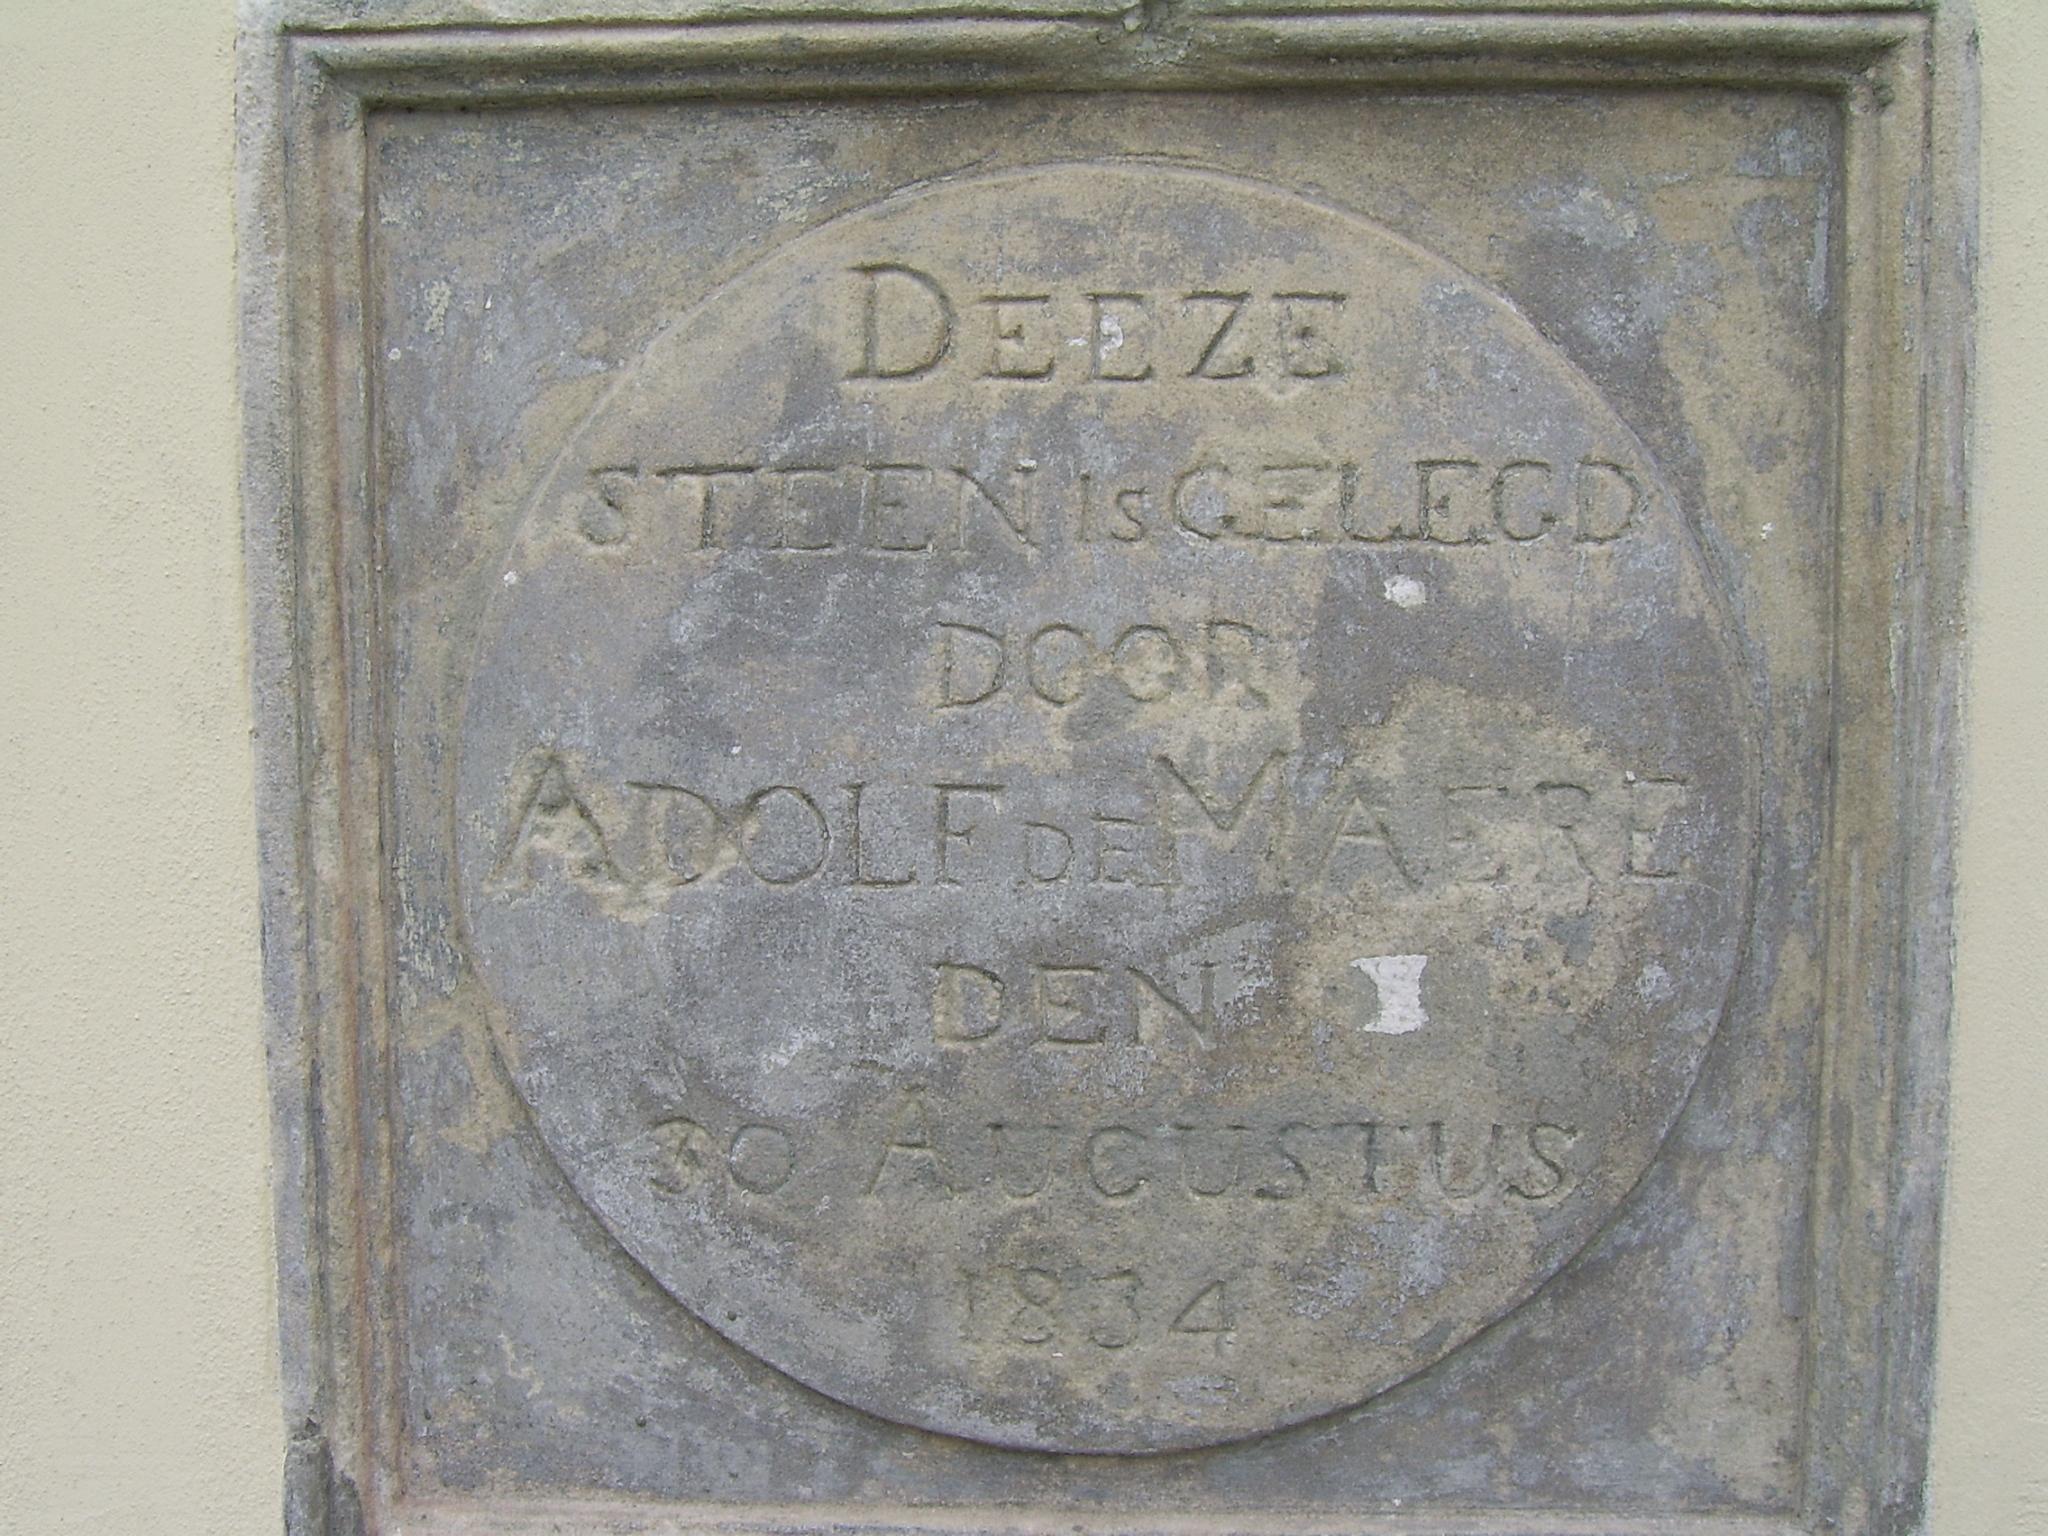 DEEZE
STEEN IS GELEGD
DOOR
ADOLF DE MAERE
DEN
30 AUGUSTUS
1834